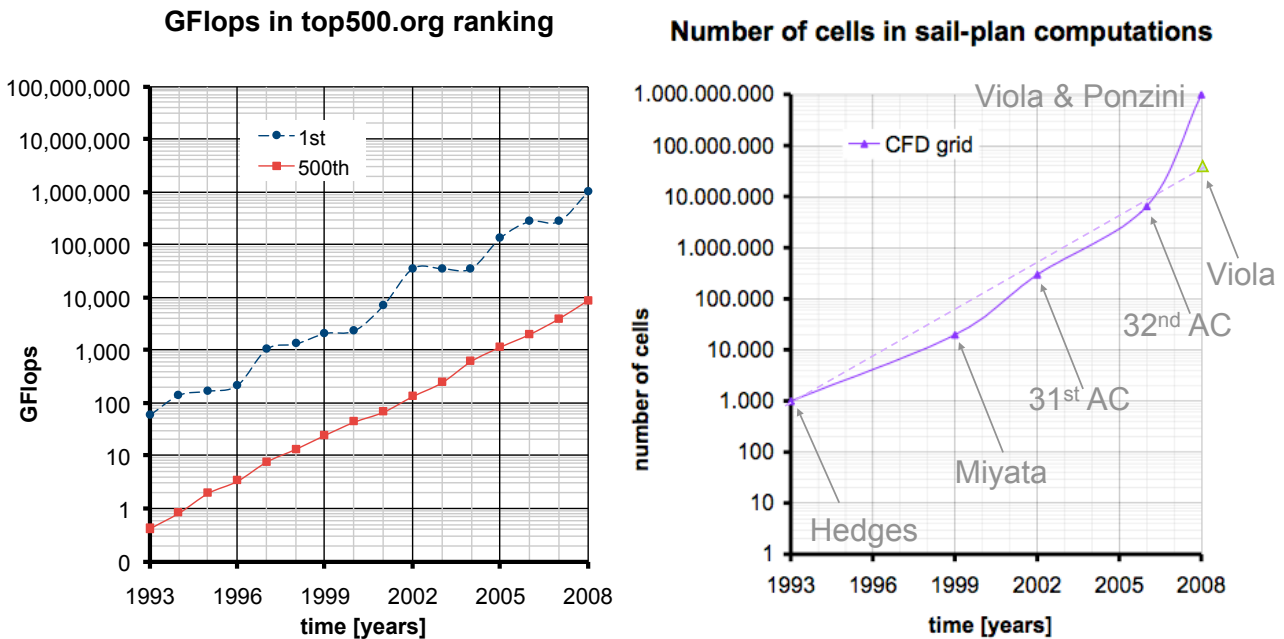 GFlops in top500.org ranking
100,000,000
10,000,000
1,000,000
100,000
10,000
1,000
100
10
1
0
GFlops
1st
500th
1993 1996 1999 2002 2005 2008
time [years]
Number of cells in sail-plan computations
1.000.000.000
100.000.000
10.000.000
1.000.000
100.000
10.000
1.000
100
10
1
number of cells
Viola & Ponzini
CFD grid
Viola
32nd AC
31st AC
Miyata
Hedges
1993 1996 1999 2002 2005 2008
time [years]